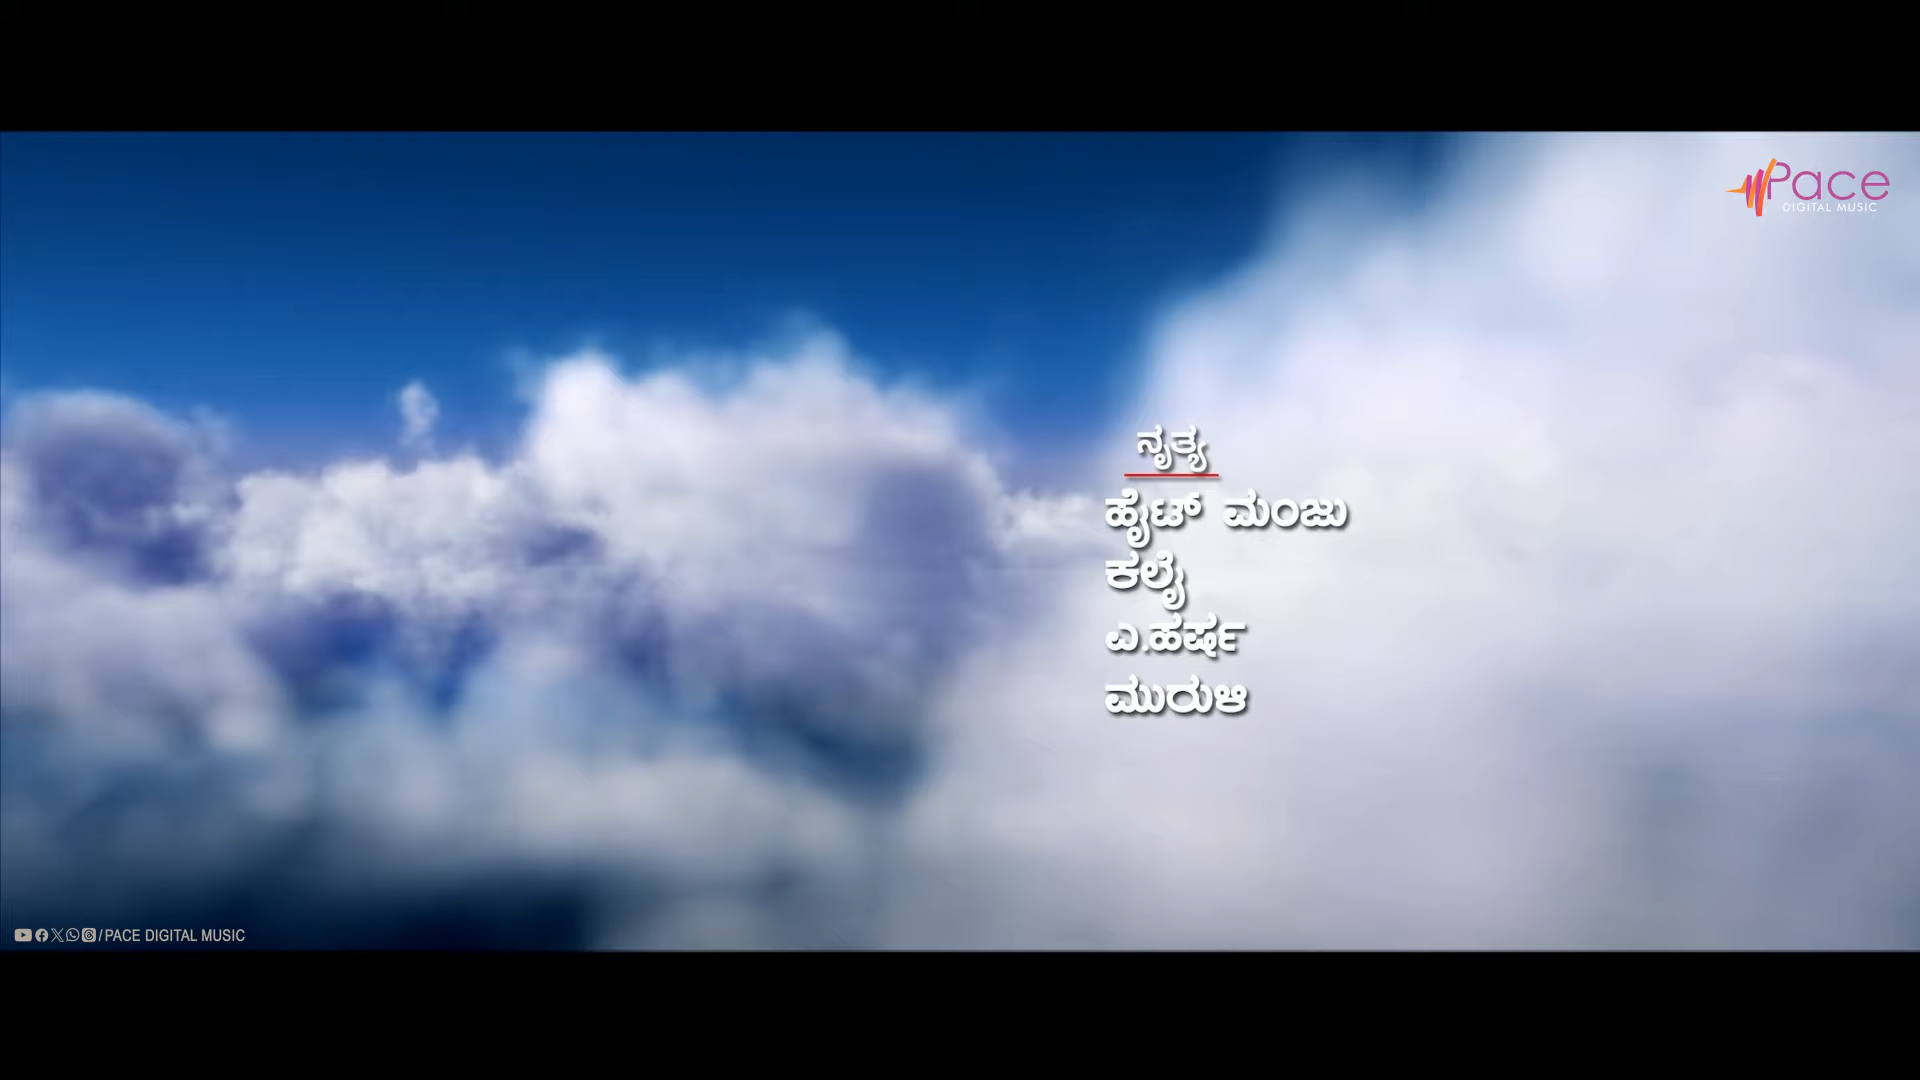 Pace
DIGITAL MUSIC
ನೃತ್ಯ
ಹೈಟ್ ಮಂಜು
ಕಲೈ
ಎ.ಹರ್ಷ
ಮುರುಳಿ
/PACE DIGITAL MUSIC